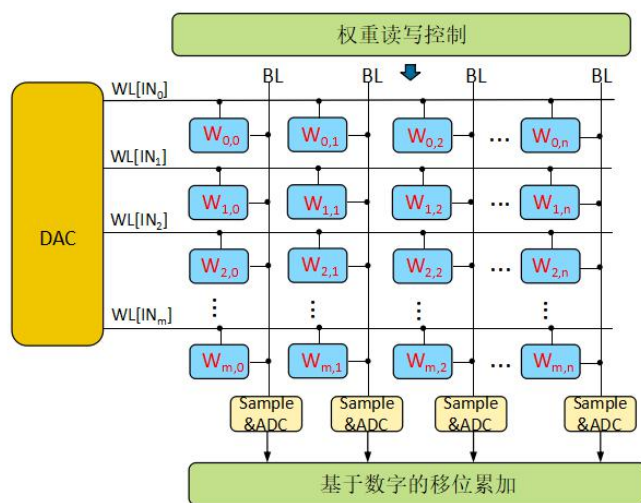 权重读写控制
BL BL BL BL
WL[IN₀]
W₀,₀ W₀,₁ W₀,₂ ... W₀,ₙ
WL[IN₁]
W₁,₀ W₁,₁ W₁,₂ ... W₁,ₙ
WL[IN₂]
DAC
W₂,₀ W₂,₁ W₂,₂ ... W₂,ₙ
WL[INₘ]
Wₘ,₀ Wₘ,₁ Wₘ,₂ ... Wₘ,ₙ
Sample Sample Sample Sample
&ADC &ADC &ADC &ADC
基于数字的移位累加